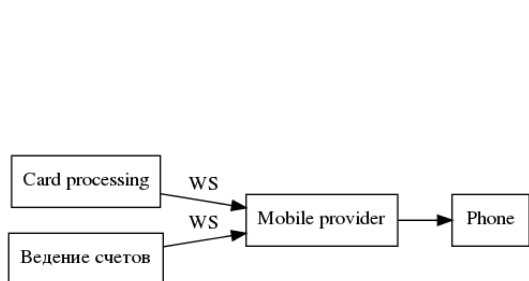 Card processing
WS
WS
Mobile provider
Phone
Ведение счетов